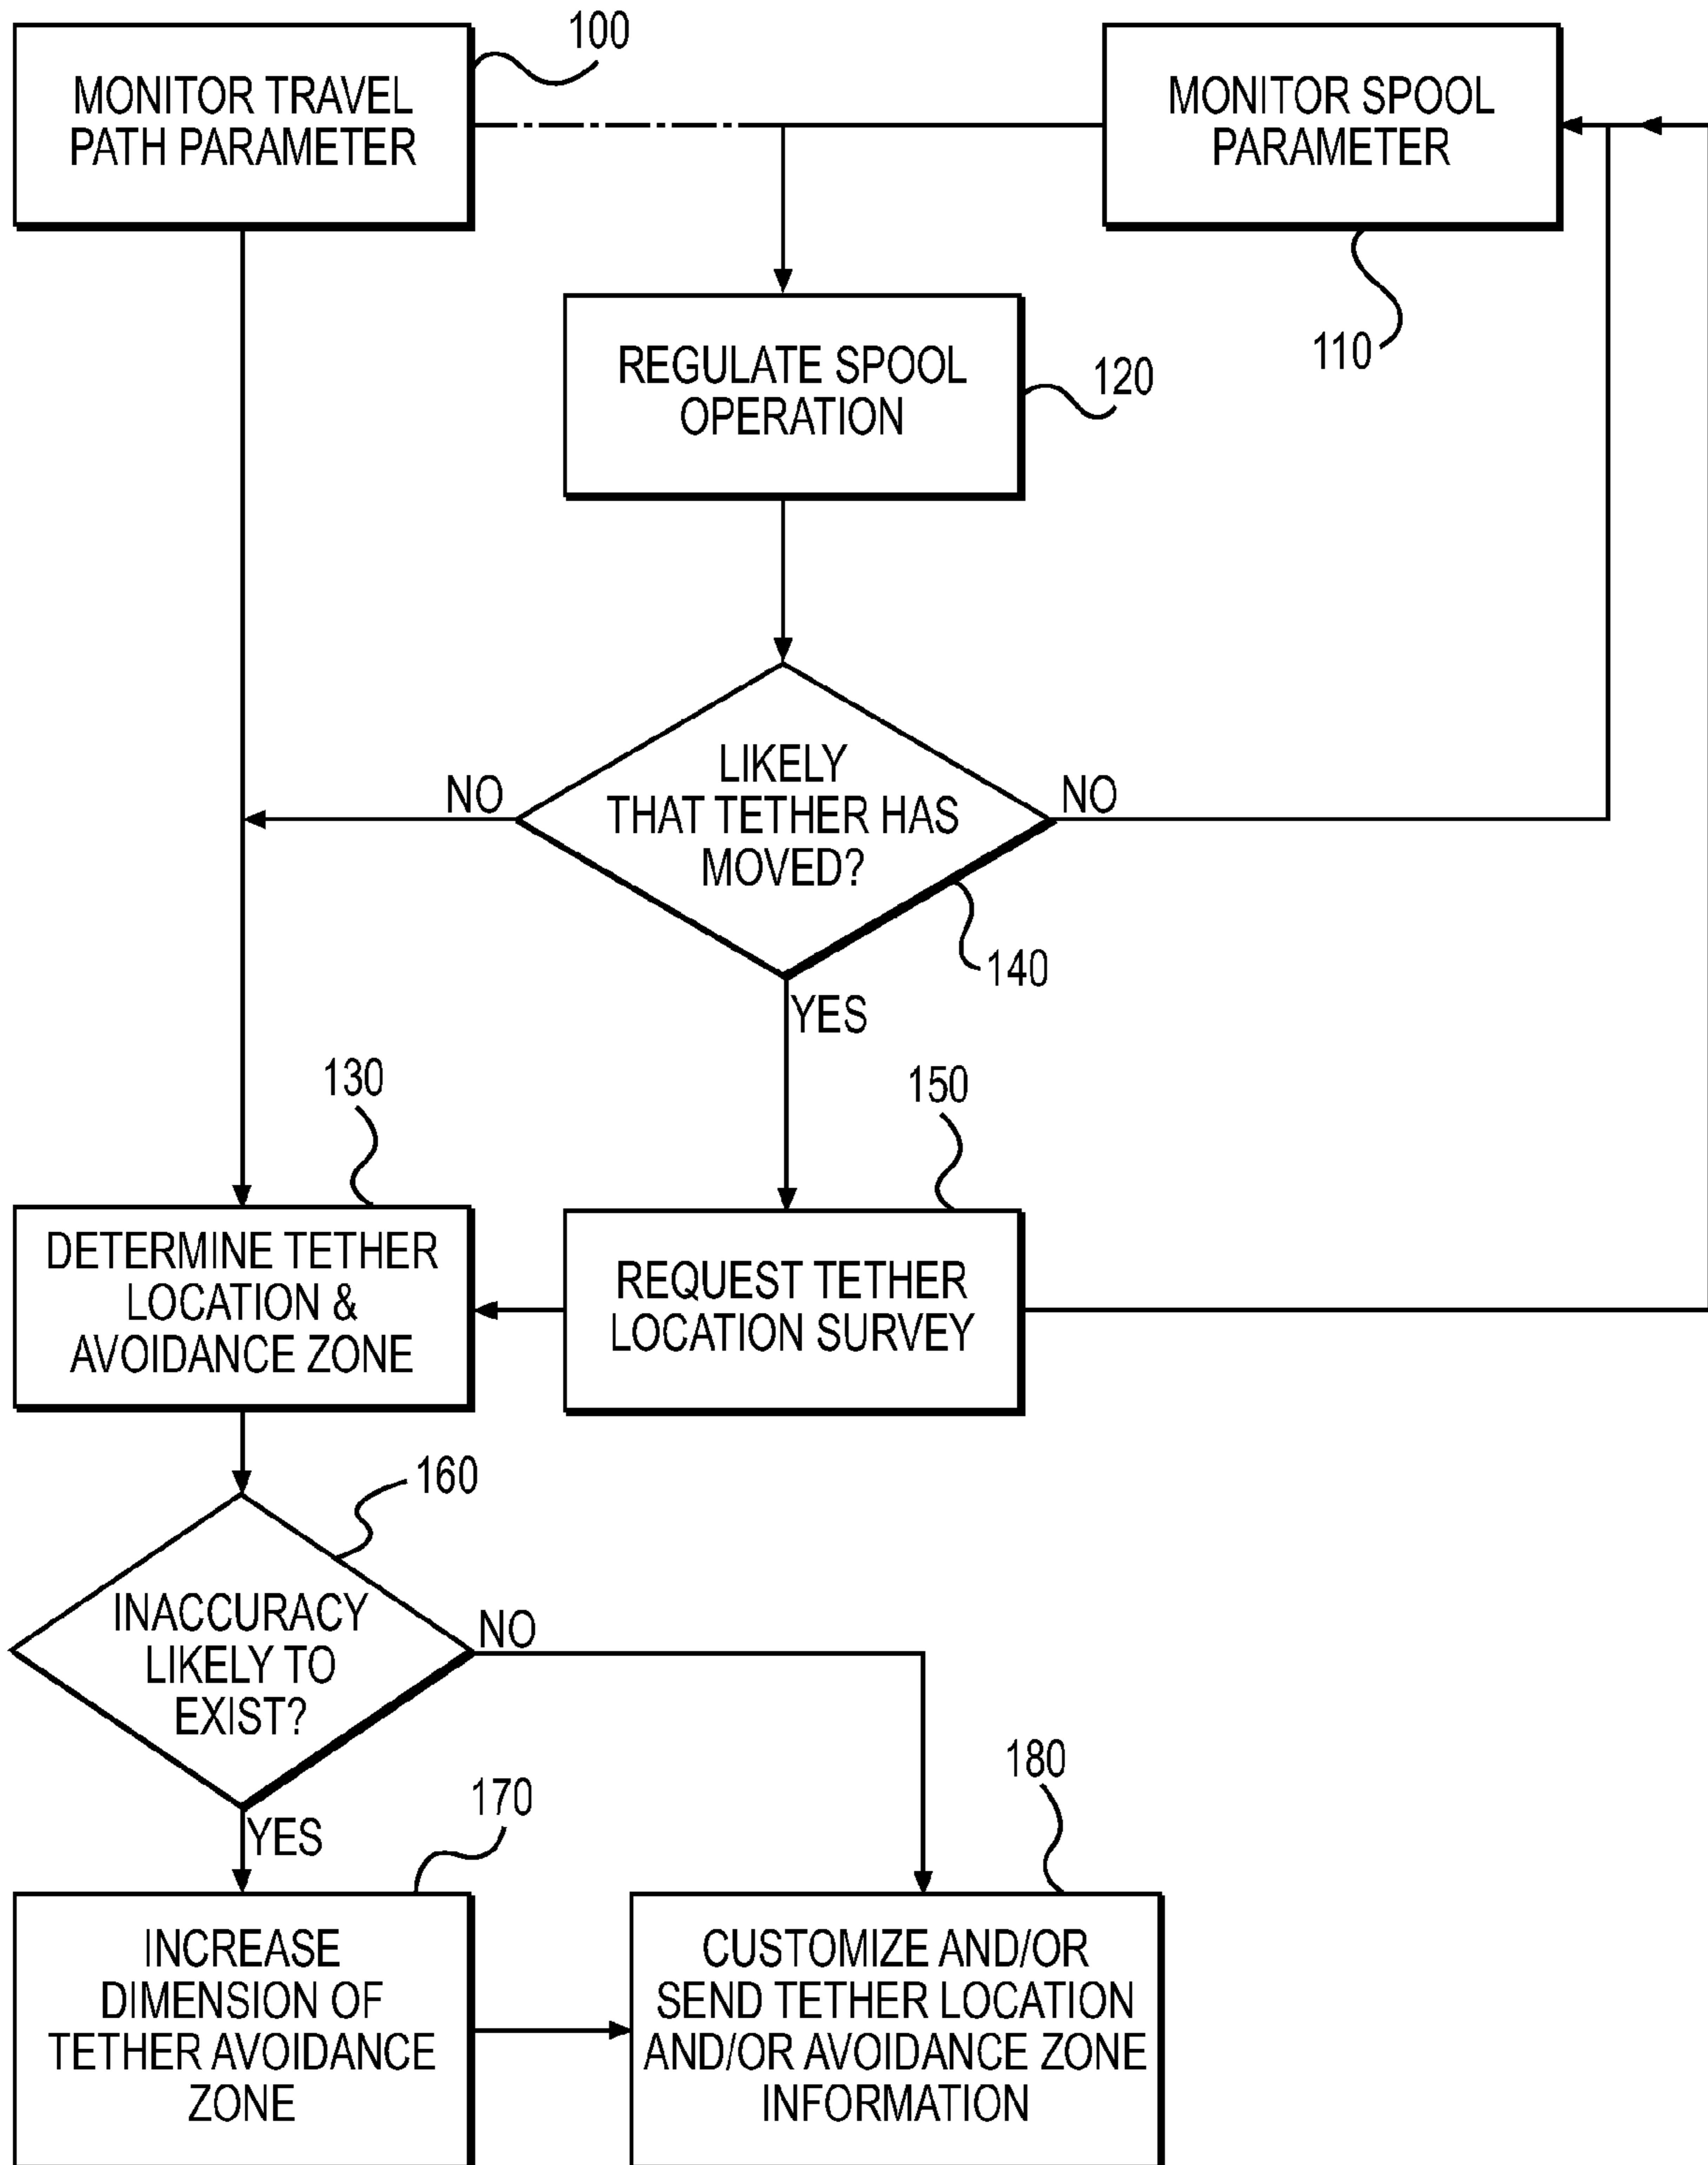 100
MONITOR TRAVEL
PATH PARAMETER
MONITOR SPOOL
PARAMETER
110
REGULATE SPOOL
OPERATION
120
LIKELY
THAT TETHER HAS
MOVED?
NO
NO
140
YES
130
150
DETERMINE TETHER
LOCATION &
AVOIDANCE ZONE
REQUEST TETHER
LOCATION SURVEY
160
INACCURACY
LIKELY TO
EXIST?
NO
YES
170
180
INCREASE
DIMENSION OF
TETHER AVOIDANCE
ZONE
CUSTOMIZE AND/OR
SEND TETHER LOCATION
AND/OR AVOIDANCE ZONE
INFORMATION